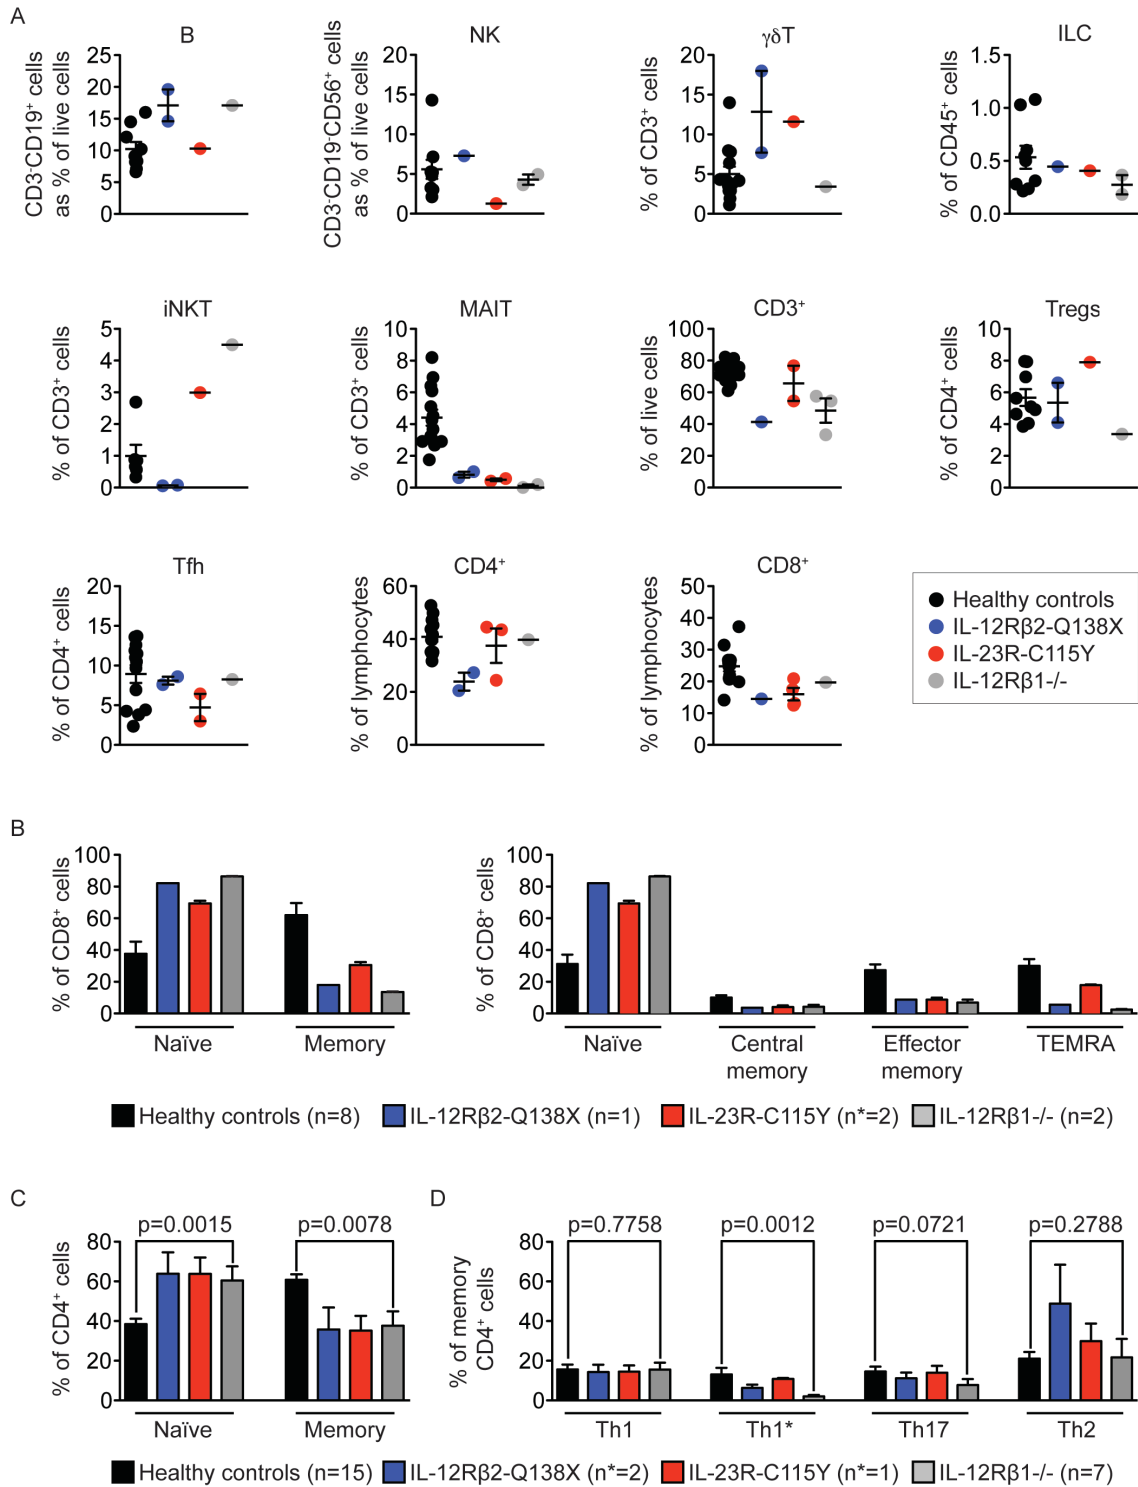 A
B
CD3⁻CD19⁺ cells
as % of live cells
25
20
15
10
5
0
NK
CD3⁻CD19⁻CD56⁺ cells
as % of live cells
20
15
10
5
0
γδT
% of CD3⁺ cells
20
15
10
5
0
ILC
% of CD45⁺ cells
1.5
1.0
0.5
0.0
iNKT
% of CD3⁺ cells
5
4
3
2
1
0
MAIT
% of CD3⁺ cells
10
8
6
4
2
0
CD3⁺
% of live cells
100
80
60
40
20
0
Tregs
% of CD4⁺ cells
10
8
6
4
2
0
Tfh
% of CD4⁺ cells
20
15
10
5
0
CD4⁺
% of lymphocytes
60
40
20
0
CD8⁺
% of lymphocytes
25
50
40
30
20
10
0
Healthy controls
IL-12Rβ2-Q138X
IL-23R-C115Y
IL-12Rβ1-/-
B
% of CD8⁺ cells
100
80
60
40
20
0
Naïve
Memory
% of CD8⁺ cells
100
80
60
40
20
0
Naïve
Central
memory
Effector
memory
TEMRA
Healthy controls (n=8)
IL-12Rβ2-Q138X (n=1)
IL-23R-C115Y (n*=2)
IL-12Rβ1-/- (n=2)
C
p=0.0015
p=0.0078
% of CD4⁺ cells
80
60
40
20
0
Naïve
Memory
D
p=0.7758
p=0.0012
p=0.0721
p=0.2788
% of memory
CD4⁺ cells
80
60
40
20
0
Th1
Th1*
Th17
Th2
Healthy controls (n=15)
IL-12Rβ2-Q138X (n*=2)
IL-23R-C115Y (n*=1)
IL-12Rβ1-/- (n=7)